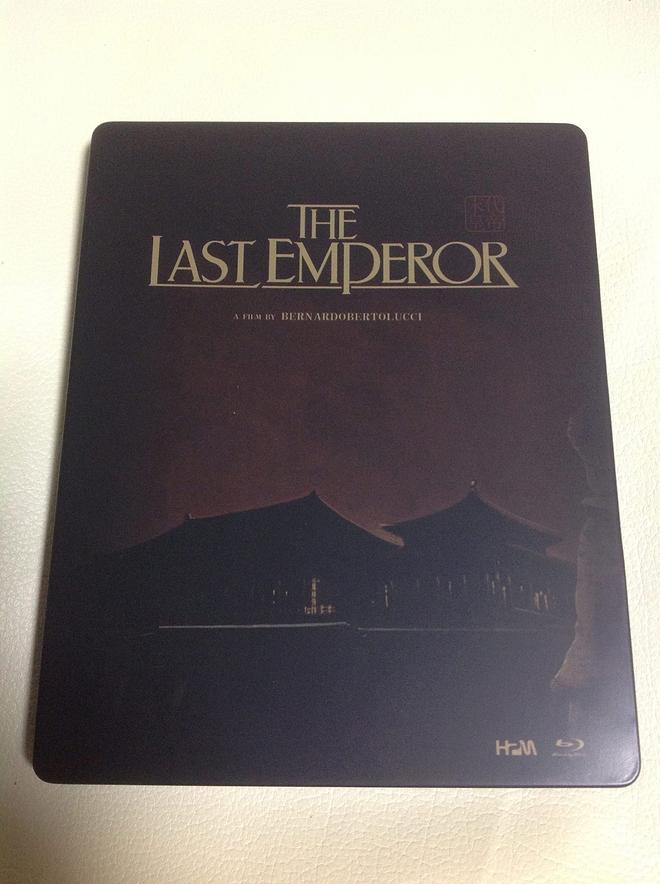 THE
LAST EMPEROR
A FILM BY BERNARDOBERTOLUCCI